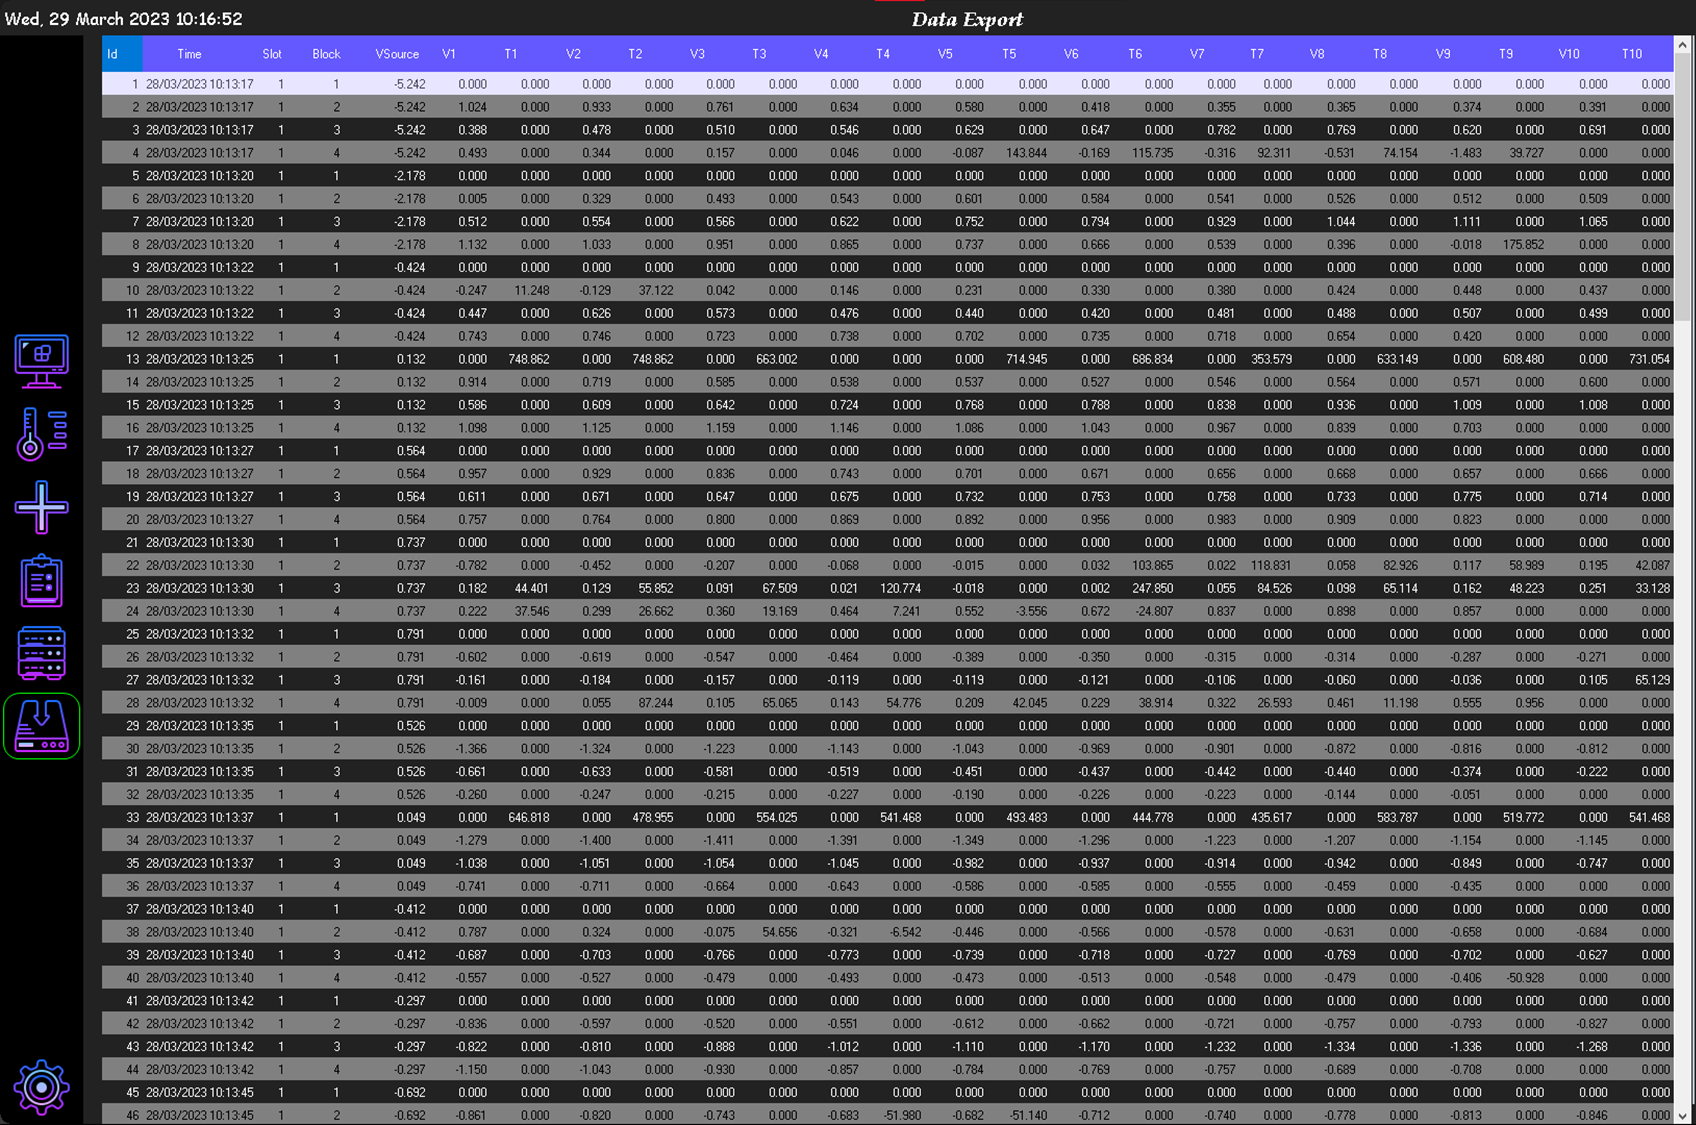 Wed, 29 March 2023 10:16:52
Data Export
Id Time Slot Block VSource V1 T1 V2 T2 V3 T3 V4 T4 V5 T5 V6 T6 V7 T7 V8 T8 V9 T9 V10 T10
1 28/03/2023 10:13:17 1 1 -5.242 0.000 0.000 0.000 0.000 0.000 0.000 0.000 0.000 0.000 0.000 0.000 0.000 0.000 0.000 0.000 0.000 0.000 0.000 0.000 0.000
2 28/03/2023 10:13:17 1 2 -5.242 1.024 0.000 0.933 0.000 0.761 0.000 0.634 0.000 0.580 0.000 0.418 0.000 0.355 0.000 0.365 0.000 0.374 0.000 0.391 0.000
3 28/03/2023 10:13:17 1 3 -5.242 0.388 0.000 0.478 0.000 0.510 0.000 0.546 0.000 0.629 0.000 0.647 0.000 0.782 0.000 0.769 0.000 0.620 0.000 0.691 0.000
4 28/03/2023 10:13:17 1 4 -5.242 0.493 0.000 0.344 0.000 0.157 0.000 0.046 0.000 -0.087 143.844 -0.169 115.735 -0.316 92.311 -0.531 74.154 -1.483 39.727 0.000 0.000
5 28/03/2023 10:13:20 1 1 -2.178 0.000 0.000 0.000 0.000 0.000 0.000 0.000 0.000 0.000 0.000 0.000 0.000 0.000 0.000 0.000 0.000 0.000 0.000 0.000 0.000
6 28/03/2023 10:13:20 1 2 -2.178 0.005 0.000 0.329 0.000 0.493 0.000 0.543 0.000 0.601 0.000 0.584 0.000 0.541 0.000 0.526 0.000 0.512 0.000 0.509 0.000
7 28/03/2023 10:13:20 1 3 -2.178 0.512 0.000 0.554 0.000 0.566 0.000 0.622 0.000 0.752 0.000 0.794 0.000 0.929 0.000 1.044 0.000 1.111 0.000 1.065 0.000
8 28/03/2023 10:13:20 1 4 -2.178 1.132 0.000 1.033 0.000 0.951 0.000 0.865 0.000 0.737 0.000 0.666 0.000 0.539 0.000 0.396 0.000 -0.018 175.852 0.000 0.000
9 28/03/2023 10:13:22 1 1 -0.424 0.000 0.000 0.000 0.000 0.000 0.000 0.000 0.000 0.000 0.000 0.000 0.000 0.000 0.000 0.000 0.000 0.000 0.000 0.000 0.000
10 28/03/2023 10:13:22 1 2 -0.424 -0.247 11.248 -0.129 37.122 0.042 0.000 0.146 0.000 0.231 0.000 0.330 0.000 0.380 0.000 0.424 0.000 0.448 0.000 0.437 0.000
11 28/03/2023 10:13:22 1 3 -0.424 0.447 0.000 0.626 0.000 0.573 0.000 0.476 0.000 0.440 0.000 0.420 0.000 0.481 0.000 0.488 0.000 0.507 0.000 0.499 0.000
12 28/03/2023 10:13:22 1 4 -0.424 0.743 0.000 0.746 0.000 0.723 0.000 0.738 0.000 0.702 0.000 0.735 0.000 0.718 0.000 0.654 0.000 0.420 0.000 0.000 0.000
13 28/03/2023 10:13:25 1 1 0.132 0.000 748.862 0.000 748.862 0.000 663.002 0.000 0.000 0.000 714.945 0.000 686.834 0.000 353.579 0.000 633.149 0.000 608.480 0.000 731.054
14 28/03/2023 10:13:25 1 2 0.132 0.914 0.000 0.719 0.000 0.585 0.000 0.538 0.000 0.537 0.000 0.527 0.000 0.546 0.000 0.564 0.000 0.571 0.000 0.600 0.000
15 28/03/2023 10:13:25 1 3 0.132 0.586 0.000 0.609 0.000 0.642 0.000 0.724 0.000 0.768 0.000 0.788 0.000 0.838 0.000 0.936 0.000 1.009 0.000 1.008 0.000
16 28/03/2023 10:13:25 1 4 0.132 1.098 0.000 1.125 0.000 1.159 0.000 1.146 0.000 1.086 0.000 1.043 0.000 0.967 0.000 0.839 0.000 0.703 0.000 0.000 0.000
17 28/03/2023 10:13:27 1 1 0.564 0.000 0.000 0.000 0.000 0.000 0.000 0.000 0.000 0.000 0.000 0.000 0.000 0.000 0.000 0.000 0.000 0.000 0.000 0.000 0.000
18 28/03/2023 10:13:27 1 2 0.564 0.957 0.000 0.929 0.000 0.836 0.000 0.743 0.000 0.701 0.000 0.671 0.000 0.656 0.000 0.668 0.000 0.657 0.000 0.666 0.000
19 28/03/2023 10:13:27 1 3 0.564 0.611 0.000 0.671 0.000 0.647 0.000 0.675 0.000 0.732 0.000 0.753 0.000 0.758 0.000 0.733 0.000 0.775 0.000 0.714 0.000
20 28/03/2023 10:13:27 1 4 0.564 0.757 0.000 0.764 0.000 0.800 0.000 0.869 0.000 0.892 0.000 0.956 0.000 0.983 0.000 0.909 0.000 0.823 0.000 0.000 0.000
21 28/03/2023 10:13:30 1 1 0.737 0.000 0.000 0.000 0.000 0.000 0.000 0.000 0.000 0.000 0.000 0.000 0.000 0.000 0.000 0.000 0.000 0.000 0.000 0.000 0.000
22 28/03/2023 10:13:30 1 2 0.737 -0.782 0.000 -0.452 0.000 -0.207 0.000 -0.068 0.000 -0.015 0.000 0.032 103.865 0.022 118.831 0.058 82.926 0.117 58.989 0.195 42.087
23 28/03/2023 10:13:30 1 3 0.737 0.182 44.401 0.129 55.852 0.091 67.509 0.021 120.774 -0.018 0.000 0.002 247.850 0.055 84.526 0.098 65.114 0.162 48.223 0.251 33.128
24 28/03/2023 10:13:30 1 4 0.737 0.222 37.546 0.299 26.662 0.360 19.169 0.464 7.241 0.552 -3.556 0.672 -24.807 0.837 0.000 0.898 0.000 0.857 0.000 0.000 0.000
25 28/03/2023 10:13:32 1 1 0.791 0.000 0.000 0.000 0.000 0.000 0.000 0.000 0.000 0.000 0.000 0.000 0.000 0.000 0.000 0.000 0.000 0.000 0.000 0.000 0.000
26 28/03/2023 10:13:32 1 2 0.791 -0.602 0.000 -0.619 0.000 -0.547 0.000 -0.464 0.000 -0.389 0.000 -0.350 0.000 -0.315 0.000 -0.314 0.000 -0.287 0.000 -0.271 0.000
27 28/03/2023 10:13:32 1 3 0.791 -0.161 0.000 -0.184 0.000 -0.157 0.000 -0.119 0.000 -0.119 0.000 -0.121 0.000 -0.106 0.000 -0.060 0.000 -0.036 0.000 0.105 65.129
28 28/03/2023 10:13:32 1 4 0.791 -0.009 0.000 0.055 87.244 0.105 65.065 0.143 54.776 0.209 42.045 0.229 38.914 0.322 26.593 0.461 11.198 0.555 0.956 0.000 0.000
29 28/03/2023 10:13:35 1 1 0.526 0.000 0.000 0.000 0.000 0.000 0.000 0.000 0.000 0.000 0.000 0.000 0.000 0.000 0.000 0.000 0.000 0.000 0.000 0.000 0.000
30 28/03/2023 10:13:35 1 2 0.526 -1.366 0.000 -1.324 0.000 -1.223 0.000 -1.143 0.000 -1.043 0.000 -0.969 0.000 -0.901 0.000 -0.872 0.000 -0.816 0.000 -0.812 0.000
31 28/03/2023 10:13:35 1 3 0.526 -0.661 0.000 -0.633 0.000 -0.581 0.000 -0.519 0.000 -0.451 0.000 -0.437 0.000 -0.442 0.000 -0.440 0.000 -0.374 0.000 -0.222 0.000
32 28/03/2023 10:13:35 1 4 0.526 -0.260 0.000 -0.247 0.000 -0.215 0.000 -0.227 0.000 -0.190 0.000 -0.226 0.000 -0.223 0.000 -0.144 0.000 -0.051 0.000 0.000 0.000
33 28/03/2023 10:13:37 1 1 0.049 0.000 646.818 0.000 478.955 0.000 554.025 0.000 541.468 0.000 493.483 0.000 444.778 0.000 435.617 0.000 583.787 0.000 519.772 0.000 541.468
34 28/03/2023 10:13:37 1 2 0.049 -1.279 0.000 -1.400 0.000 -1.411 0.000 -1.391 0.000 -1.349 0.000 -1.296 0.000 -1.223 0.000 -1.207 0.000 -1.154 0.000 -1.145 0.000
35 28/03/2023 10:13:37 1 3 0.049 -1.038 0.000 -1.051 0.000 -1.054 0.000 -1.045 0.000 -0.982 0.000 -0.937 0.000 -0.914 0.000 -0.942 0.000 -0.849 0.000 -0.747 0.000
36 28/03/2023 10:13:37 1 4 0.049 -0.741 0.000 -0.711 0.000 -0.664 0.000 -0.643 0.000 -0.586 0.000 -0.585 0.000 -0.555 0.000 -0.459 0.000 -0.435 0.000 0.000 0.000
37 28/03/2023 10:13:40 1 1 -0.412 0.000 0.000 0.000 0.000 0.000 0.000 0.000 0.000 0.000 0.000 0.000 0.000 0.000 0.000 0.000 0.000 0.000 0.000 0.000 0.000
38 28/03/2023 10:13:40 1 2 -0.412 0.787 0.000 0.324 0.000 -0.075 54.656 -0.321 -6.542 -0.446 0.000 -0.566 0.000 -0.578 0.000 -0.631 0.000 -0.658 0.000 -0.684 0.000
39 28/03/2023 10:13:40 1 3 -0.412 -0.687 0.000 -0.703 0.000 -0.766 0.000 -0.773 0.000 -0.739 0.000 -0.718 0.000 -0.727 0.000 -0.769 0.000 -0.702 0.000 -0.627 0.000
40 28/03/2023 10:13:40 1 4 -0.412 -0.557 0.000 -0.527 0.000 -0.479 0.000 -0.493 0.000 -0.473 0.000 -0.513 0.000 -0.548 0.000 -0.479 0.000 -0.406 -50.928 0.000 0.000
41 28/03/2023 10:13:42 1 1 -0.297 0.000 0.000 0.000 0.000 0.000 0.000 0.000 0.000 0.000 0.000 0.000 0.000 0.000 0.000 0.000 0.000 0.000 0.000 0.000 0.000
42 28/03/2023 10:13:42 1 2 -0.297 -0.836 0.000 -0.597 0.000 -0.520 0.000 -0.551 0.000 -0.612 0.000 -0.662 0.000 -0.721 0.000 -0.757 0.000 -0.793 0.000 -0.827 0.000
43 28/03/2023 10:13:42 1 3 -0.297 -0.822 0.000 -0.810 0.000 -0.888 0.000 -1.012 0.000 -1.110 0.000 -1.170 0.000 -1.232 0.000 -1.334 0.000 -1.336 0.000 -1.268 0.000
44 28/03/2023 10:13:42 1 4 -0.297 -1.150 0.000 -1.043 0.000 -0.930 0.000 -0.857 0.000 -0.784 0.000 -0.769 0.000 -0.757 0.000 -0.689 0.000 -0.708 0.000 0.000 0.000
45 28/03/2023 10:13:45 1 1 -0.692 0.000 0.000 0.000 0.000 0.000 0.000 0.000 0.000 0.000 0.000 0.000 0.000 0.000 0.000 0.000 0.000 0.000 0.000 0.000 0.000
46 28/03/2023 10:13:45 1 2 -0.692 -0.861 0.000 -0.820 0.000 -0.743 0.000 -0.683 -51.980 -0.682 -51.140 -0.712 0.000 -0.740 0.000 -0.778 0.000 -0.813 0.000 -0.846 0.000